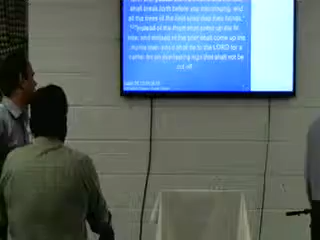 shall break forth before you into singing, and
all the trees of the field shall clap their hands."
¹³"Instead of the thorn shall come up the fir
tree, and instead of the brier shall come up the
myrtle tree: and it shall be to the LORD for a
name, for an everlasting sign that shall not be
cut off